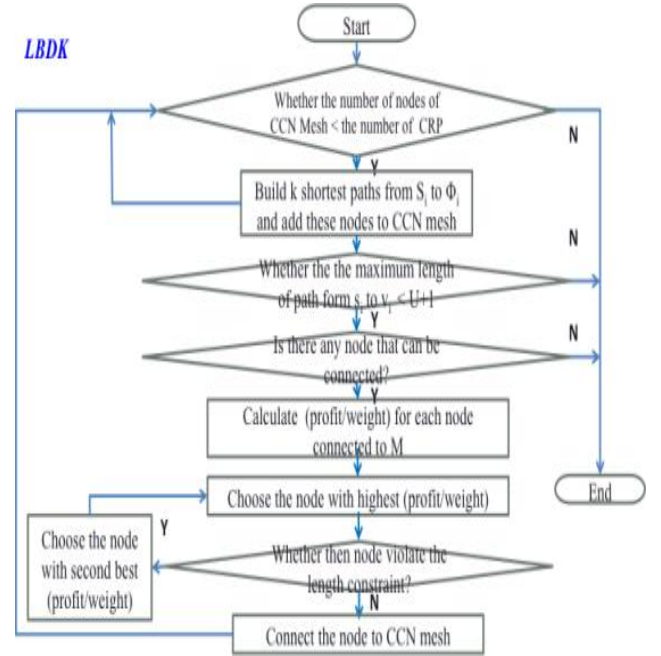 LBDK
Start
Whether the number of nodes of
CCN Mesh < the number of CRP
N
Y
Build k shortest paths from Si to Φi
and add these nodes to CCN mesh
N
Whether the the maximum length
of path form si to vi < U+1
Y
N
Is there any node that can be
connected?
Y
Calculate (profit/weight) for each node
connected to M
Choose the node with highest (profit/weight)
End
Y
Choose the node
with second best
(profit/weight)
Whether then node violate the
length constraint?
N
Connect the node to CCN mesh